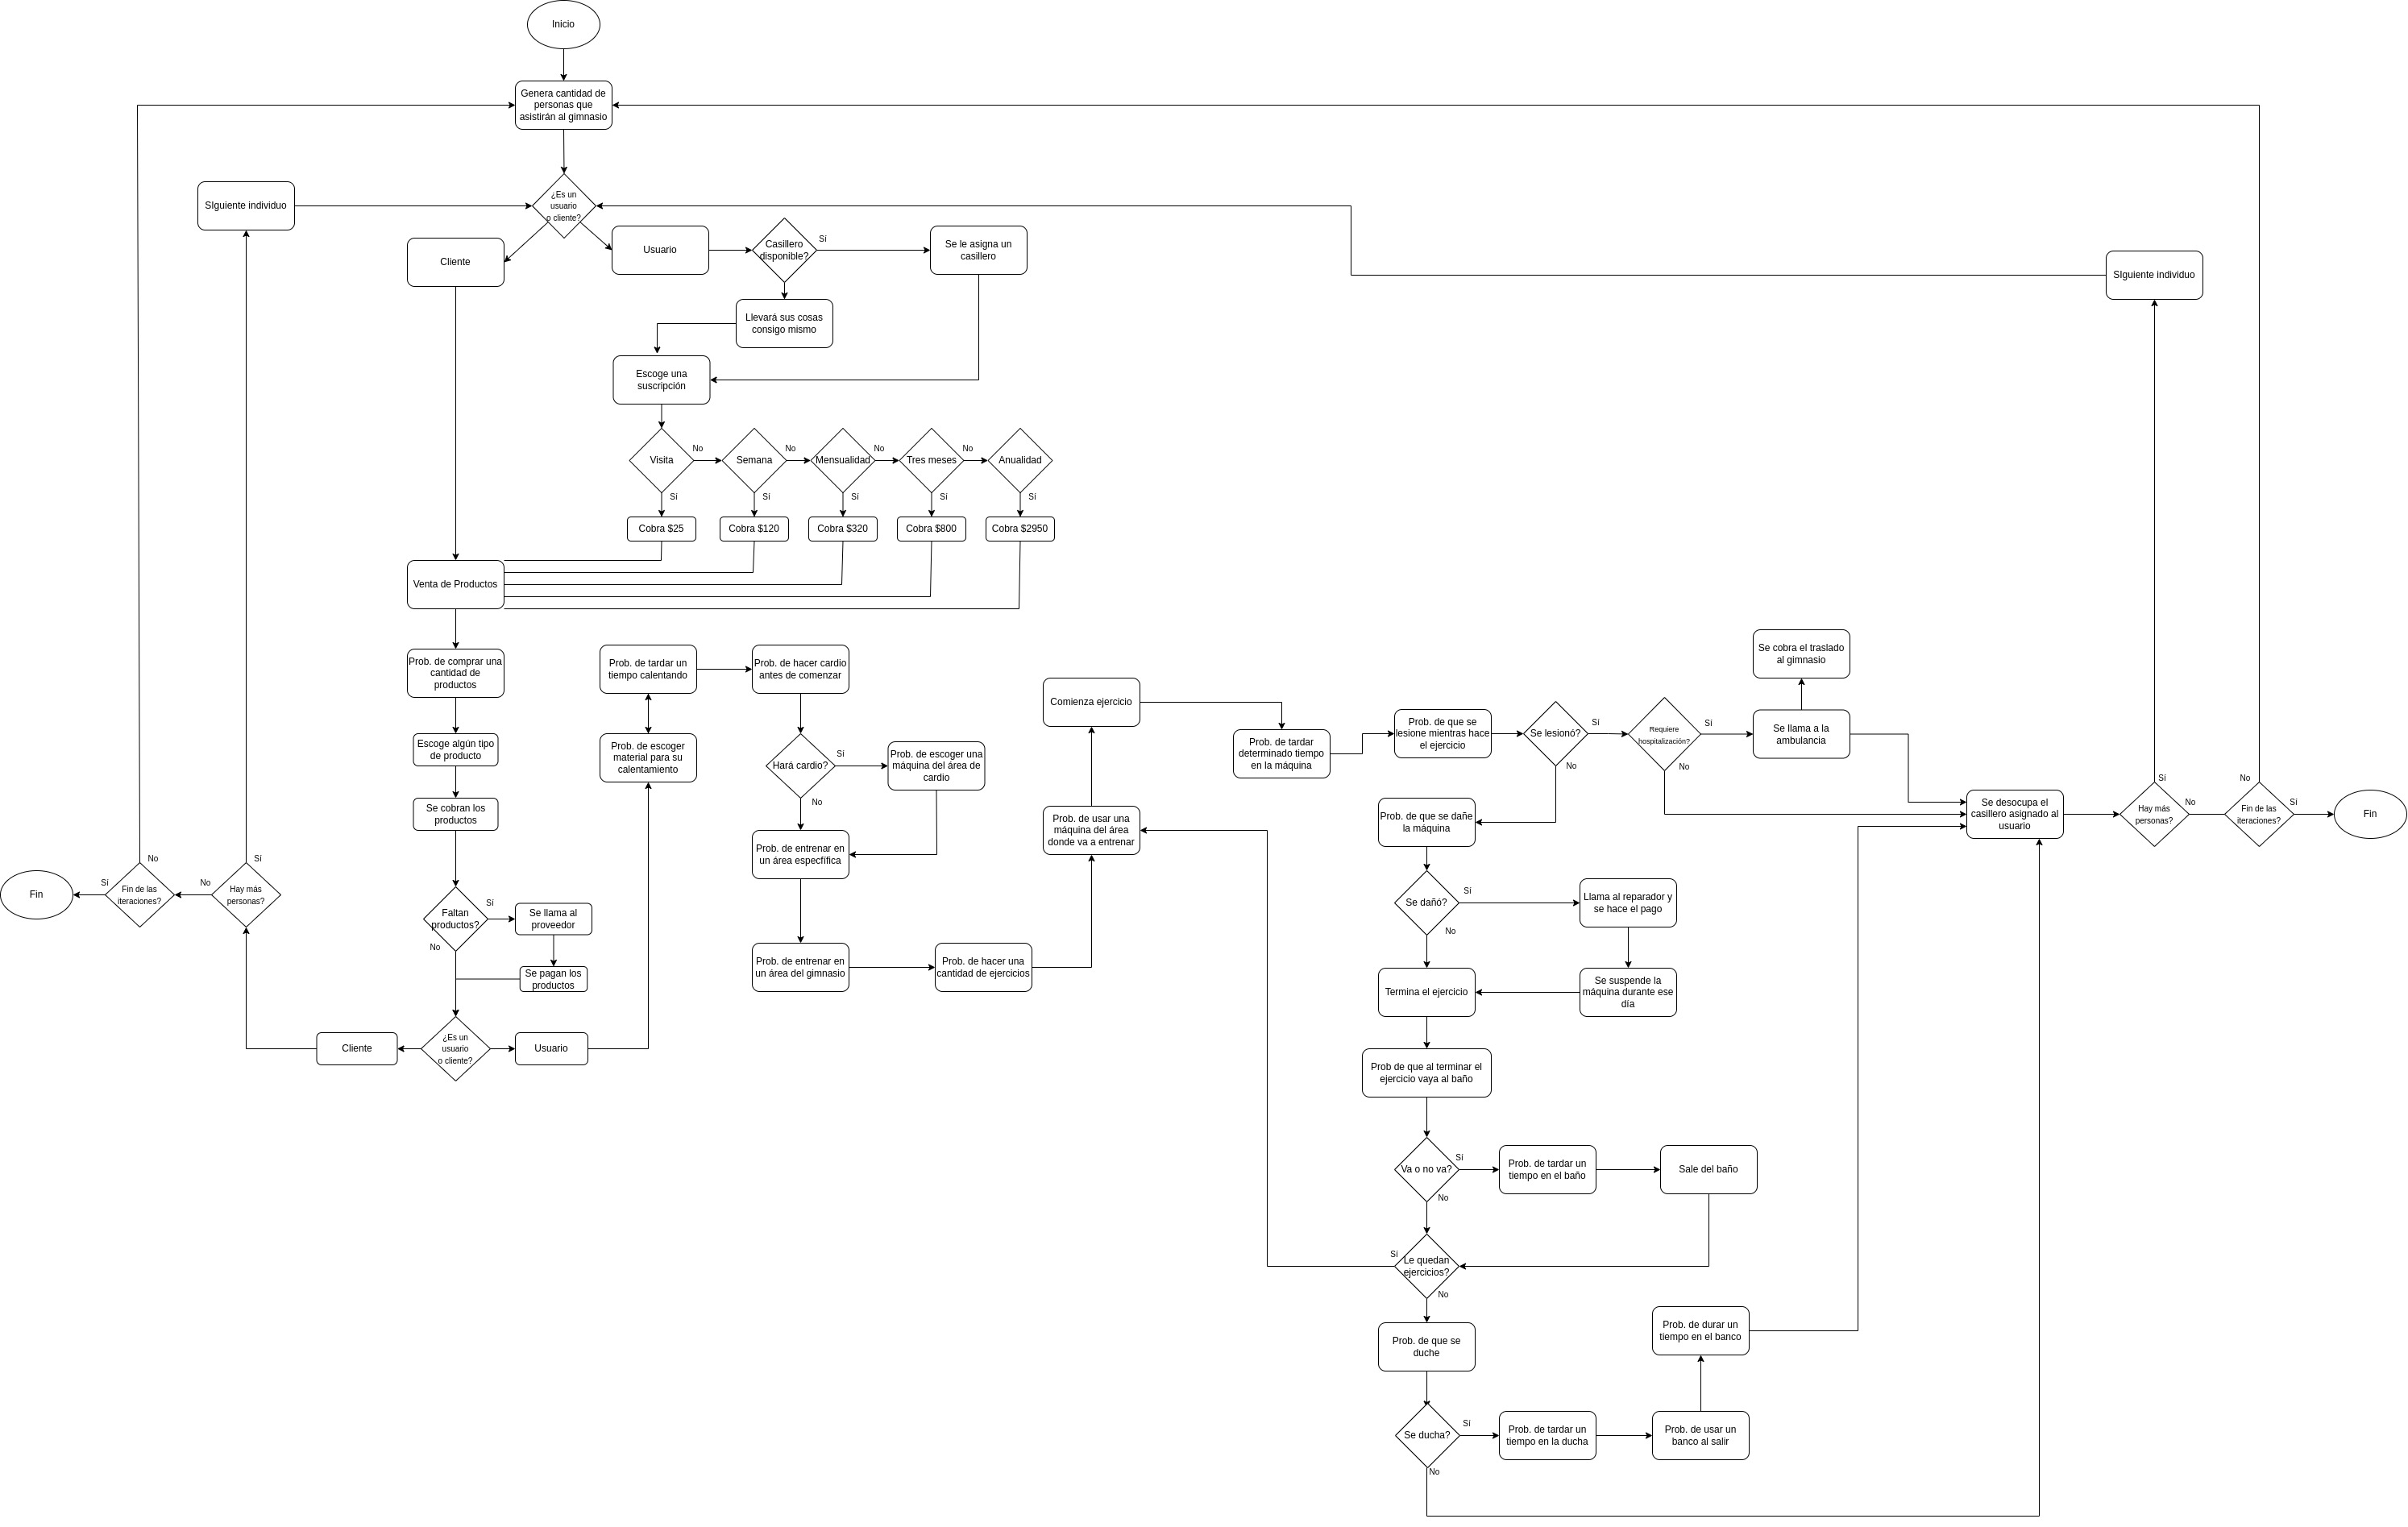 Inicio
Genera cantidad de
personas que
asistirán al gimnasio
¿Es un
usuario
o cliente?
SIguiente individuo
Cliente
Usuario
Casillero
disponible?
Sí
Se le asigna un
casillero
SIguiente individuo
Llevará sus cosas
consigo mismo
Escoge una
suscripción
Visita
No
Semana
No
Mensualidad
No
Tres meses
No
Anualidad
Sí
Sí
Sí
Sí
Sí
Cobra $25
Cobra $120
Cobra $320
Cobra $800
Cobra $2950
Venta de Productos
Prob. de comprar una
cantidad de
productos
Escoge algún tipo
de producto
Se cobran los
productos
Faltan
productos?
Sí
No
Se llama al
proveedor
Se pagan los
productos
¿Es un
usuario
o cliente?
Cliente
Usuario
Hay más
personas?
Sí
No
Fin de las
iteraciones?
No
Sí
Fin
Prob. de tardar un
tiempo calentando
Prob. de escoger
material para su
calentamiento
Prob. de hacer cardio
antes de comenzar
Hará cardio?
Sí
No
Prob. de escoger una
máquina del área de
cardio
Prob. de entrenar en
un área especfífica
Prob. de entrenar en
un área del gimnasio
Prob. de hacer una
cantidad de ejercicios
Prob. de usar una
máquina del área
donde va a entrenar
Comienza ejercicio
Prob. de tardar
determinado tiempo
en la máquina
Prob. de que se
lesione mientras hace
el ejercicio
Se lesionó?
Sí
No
Requiere
hospitalización?
Sí
No
Se llama a la
ambulancia
Se cobra el traslado
al gimnasio
Prob. de que se dañe
la máquina
Se dañó?
Sí
No
Llama al reparador y
se hace el pago
Se suspende la
máquina durante ese
día
Termina el ejercicio
Prob de que al terminar el
ejercicio vaya al baño
Va o no va?
Sí
No
Prob. de tardar un
tiempo en el baño
Sale del baño
Le quedan
ejercicios?
Sí
No
Prob. de que se
duche
Se ducha?
Sí
No
Prob. de tardar un
tiempo en la ducha
Prob. de usar un
banco al salir
Prob. de durar un
tiempo en el banco
Se desocupa el
casillero asignado al
usuario
Hay más
personas?
Sí
No
Fin de las
iteraciones?
No
Sí
Fin